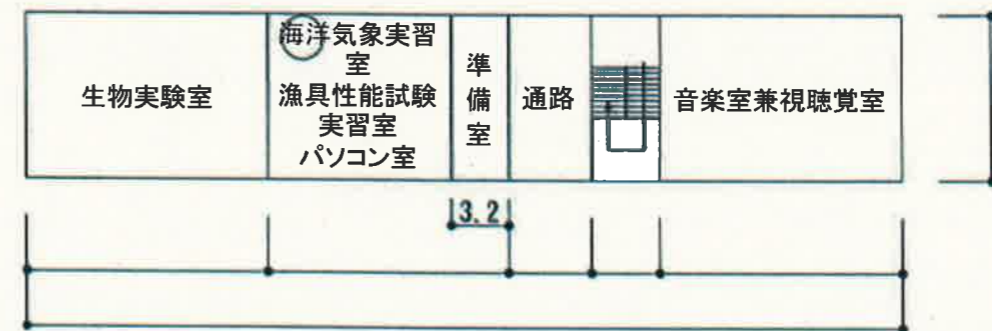 生物実験室
海洋気象実習
室
漁具性能試験
実習室
パソコン室
準
備
室
通路
音楽室兼視聴覚室
3.2